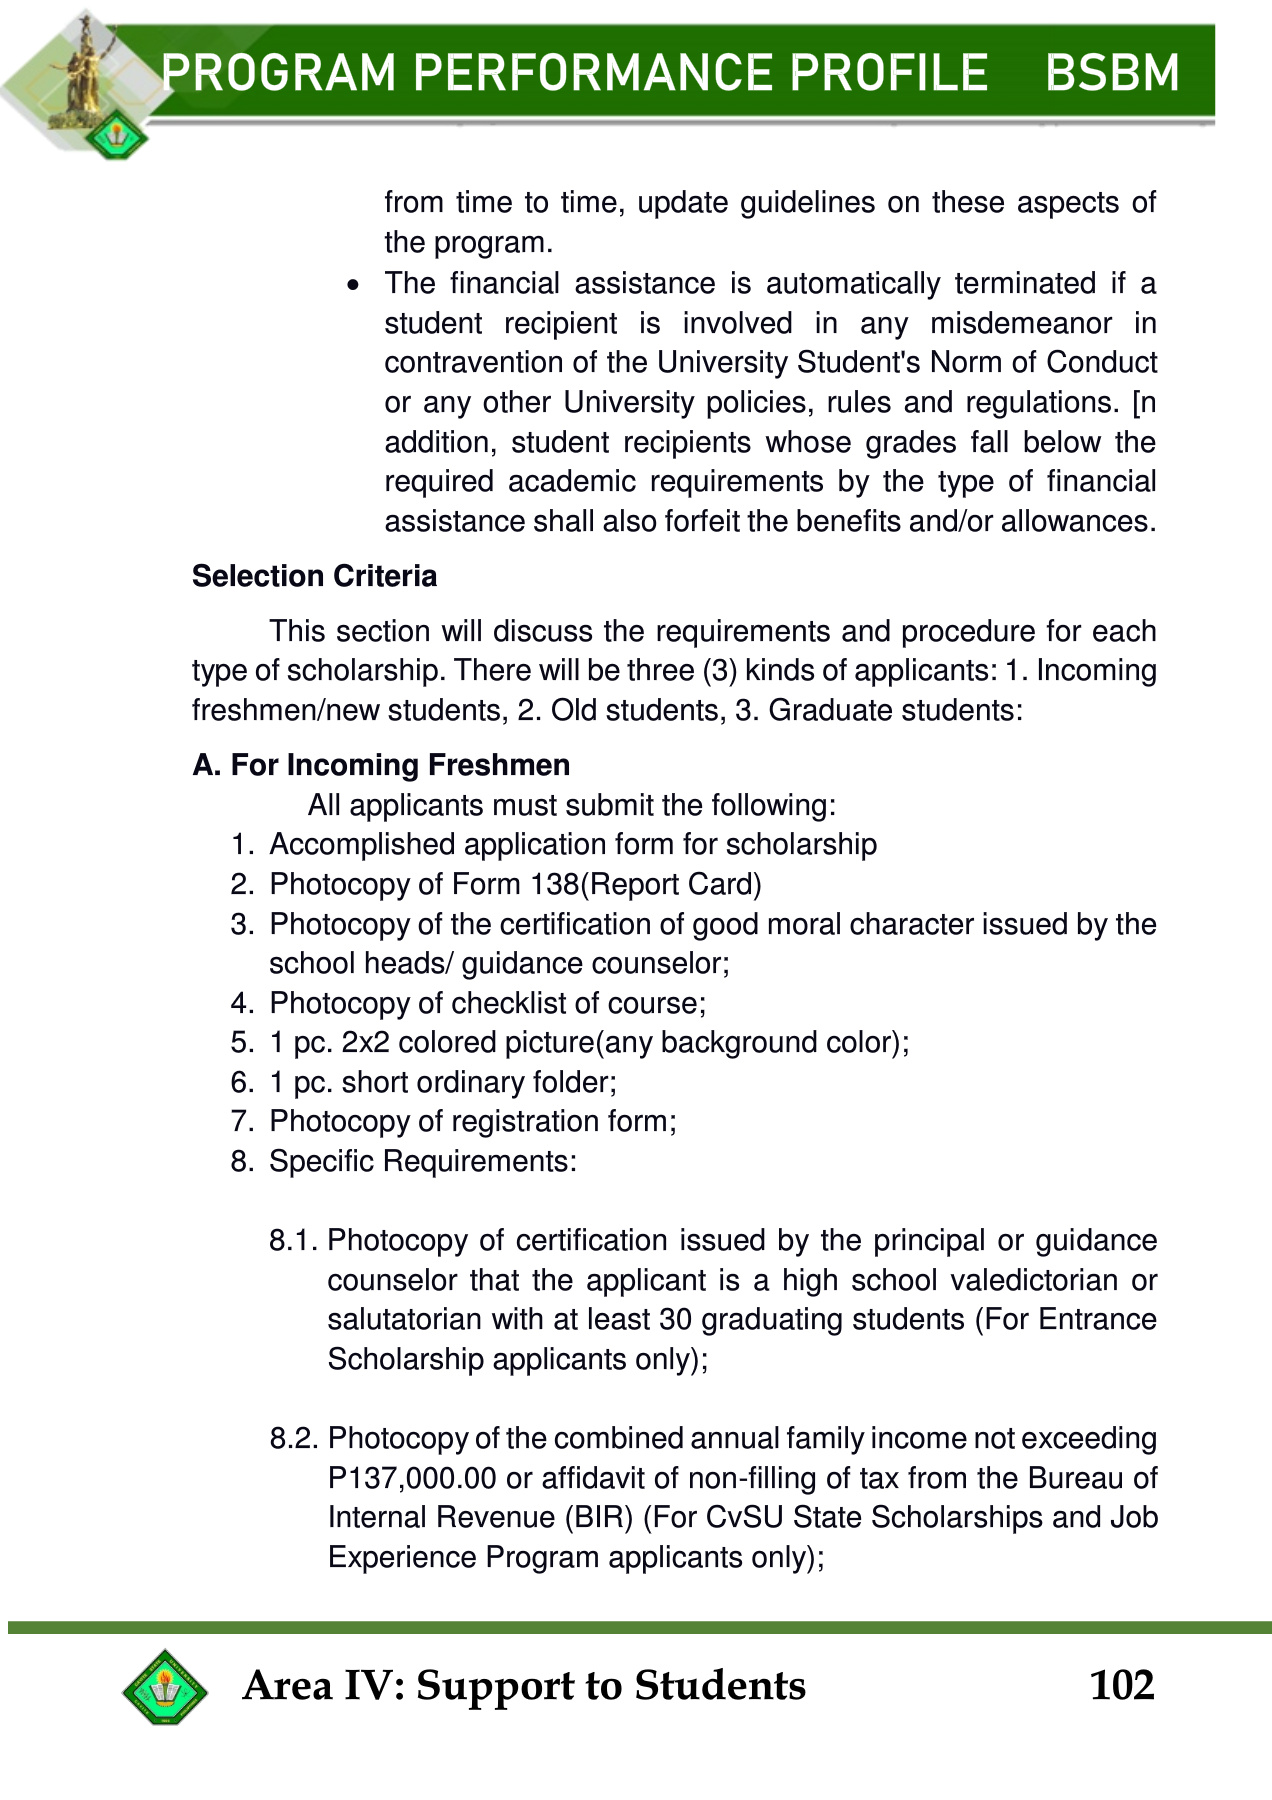 PROGRAM PERFORMANCE PROFILE BSBM
from time to time, update guidelines on these aspects of
the program.
• The financial assistance is automatically terminated if a
student recipient is involved in any misdemeanor in
contravention of the University Student's Norm of Conduct
or any other University policies, rules and regulations. [n
addition, student recipients whose grades fall below the
required academic requirements by the type of financial
assistance shall also forfeit the benefits and/or allowances.
Selection Criteria
This section will discuss the requirements and procedure for each
type of scholarship. There will be three (3) kinds of applicants: 1. Incoming
freshmen/new students, 2. Old students, 3. Graduate students:
A. For Incoming Freshmen
All applicants must submit the following:
1. Accomplished application form for scholarship
2. Photocopy of Form 138(Report Card)
3. Photocopy of the certification of good moral character issued by the
school heads/ guidance counselor;
4. Photocopy of checklist of course;
5. 1 pc. 2x2 colored picture(any background color);
6. 1 pc. short ordinary folder;
7. Photocopy of registration form;
8. Specific Requirements:
8.1. Photocopy of certification issued by the principal or guidance
counselor that the applicant is a high school valedictorian or
salutatorian with at least 30 graduating students (For Entrance
Scholarship applicants only);
8.2. Photocopy of the combined annual family income not exceeding
P137,000.00 or affidavit of non-filling of tax from the Bureau of
Internal Revenue (BIR) (For CvSU State Scholarships and Job
Experience Program applicants only);
Area IV: Support to Students 102